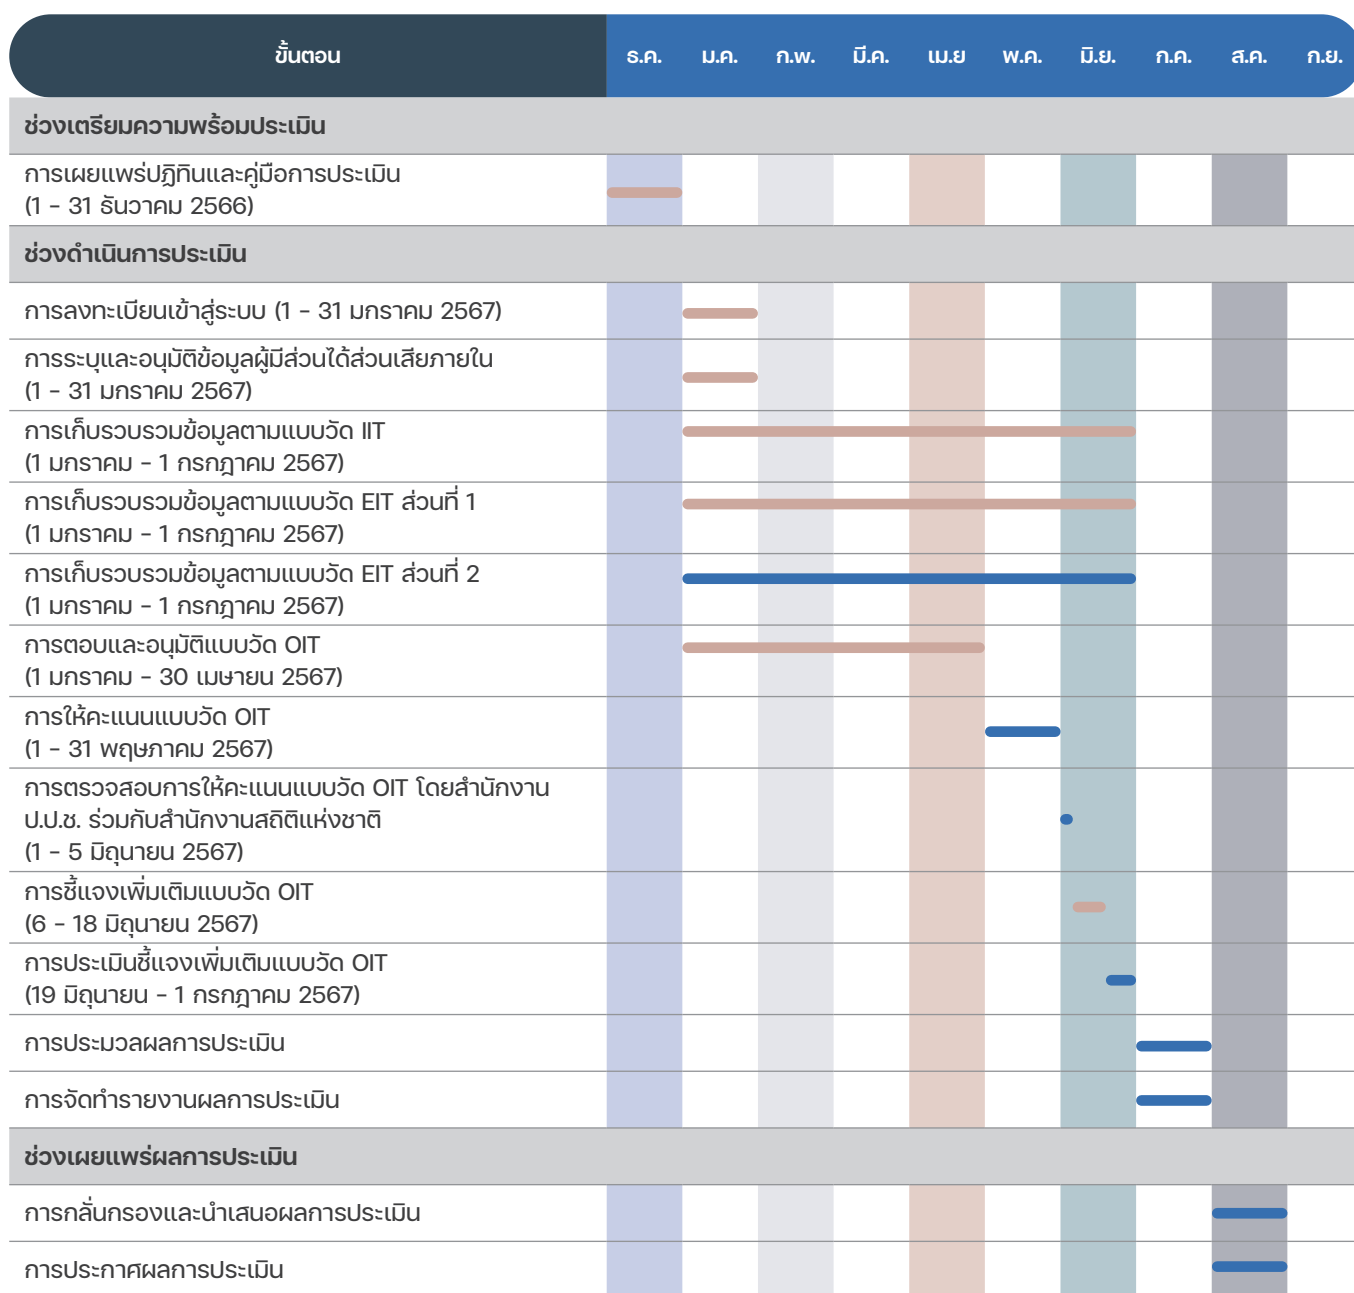 ขั้นตอน ธ.ค. ม.ค. ก.พ. มี.ค. เม.ย พ.ค. มิ.ย. ก.ค. ส.ค. ก.ย.
ช่วงเตรียมความพร้อมประเมิน
การเผยแพร่ปฏิทินและคู่มือการประเมิน
(1 - 31 ธันวาคม 2566)
ช่วงดำเนินการประเมิน
การลงทะเบียนเข้าสู่ระบบ (1 - 31 มกราคม 2567)
การระบุและอนุมัติข้อมูลผู้มีส่วนได้ส่วนเสียภายใน
(1 - 31 มกราคม 2567)
การเก็บรวบรวมข้อมูลตามแบบวัด IIT
(1 มกราคม - 1 กรกฎาคม 2567)
การเก็บรวบรวมข้อมูลตามแบบวัด EIT ส่วนที่ 1
(1 มกราคม - 1 กรกฎาคม 2567)
การเก็บรวบรวมข้อมูลตามแบบวัด EIT ส่วนที่ 2
(1 มกราคม - 1 กรกฎาคม 2567)
การตอบและอนุมัติแบบวัด OIT
(1 มกราคม - 30 เมษายน 2567)
การให้คะแนนแบบวัด OIT
(1 - 31 พฤษภาคม 2567)
การตรวจสอบการให้คะแนนแบบวัด OIT โดยสำนักงาน
ป.ป.ช. ร่วมกับสำนักงานสถิติแห่งชาติ
(1 - 5 มิถุนายน 2567)
การชี้แจงเพิ่มเติมแบบวัด OIT
(6 - 18 มิถุนายน 2567)
การประเมินชี้แจงเพิ่มเติมแบบวัด OIT
(19 มิถุนายน - 1 กรกฎาคม 2567)
การประมวลผลการประเมิน
การจัดทำรายงานผลการประเมิน
ช่วงเผยแพร่ผลการประเมิน
การกลั่นกรองและนำเสนอผลการประเมิน
การประกาศผลการประเมิน